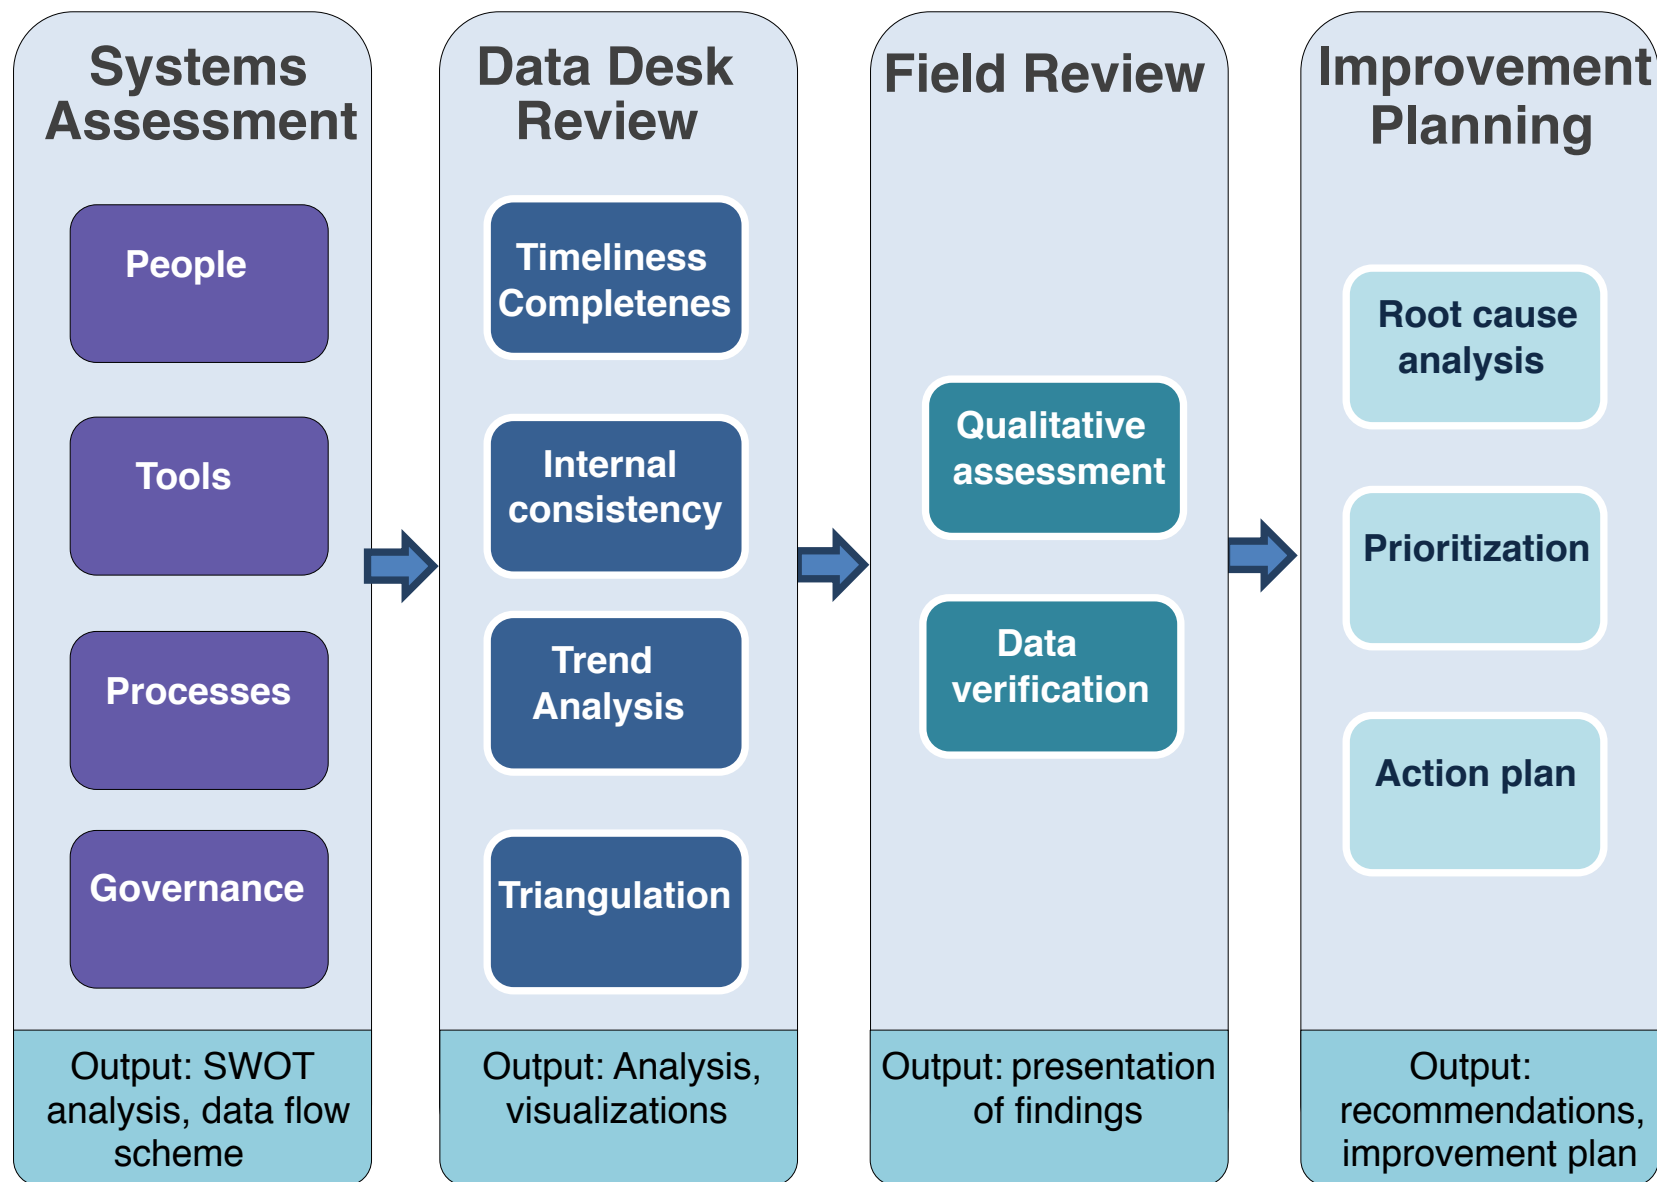 Systems
Assessment
People
Tools
Processes
Governance
Output: SWOT
analysis, data flow
scheme
Data Desk
Review
Timeliness
Completenes
Internal
consistency
Trend
Analysis
Triangulation
Output: Analysis,
visualizations
Field Review
Qualitative
assessment
Data
verification
Output: presentation
of findings
Improvement
Planning
Root cause
analysis
Prioritization
Action plan
Output:
recommendations,
improvement plan